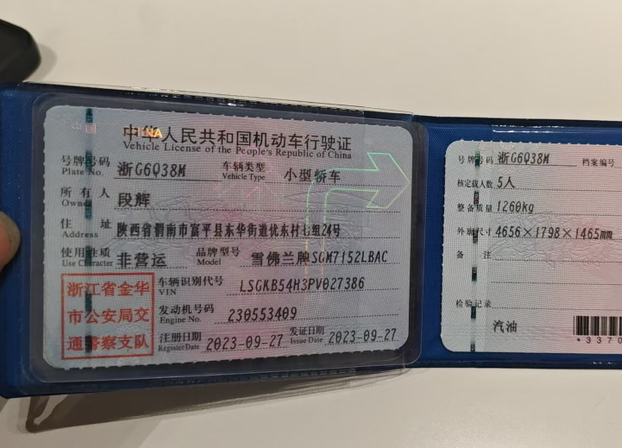 中华人民共和国机动车行驶证
Vehicle License of the People's Republic of China
号牌号码 Plate No. 浙G6Q38M 车辆类型 Vehicle Type 小型轿车
所有人 Owner 段辉
住址 Address 陕西省渭南市富平县东华街道优东村七组24号
使用性质 Use Character 非营运 品牌型号 Model 雪佛兰牌SGM7152LBAC
浙江省金华市公安局交通警察支队
车辆识别代号 VIN LSGKB54H3PV027386
发动机号码 Engine No. 230553409
注册日期 Register Date 2023-09-27 发证日期 Issue Date 2023-09-27
号牌号码 浙G6Q38M 档案编号
核定载人数 5人
整备质量 1260kg
外廓尺寸 4656×1798×1465
备注
检验记录
汽油
*3370